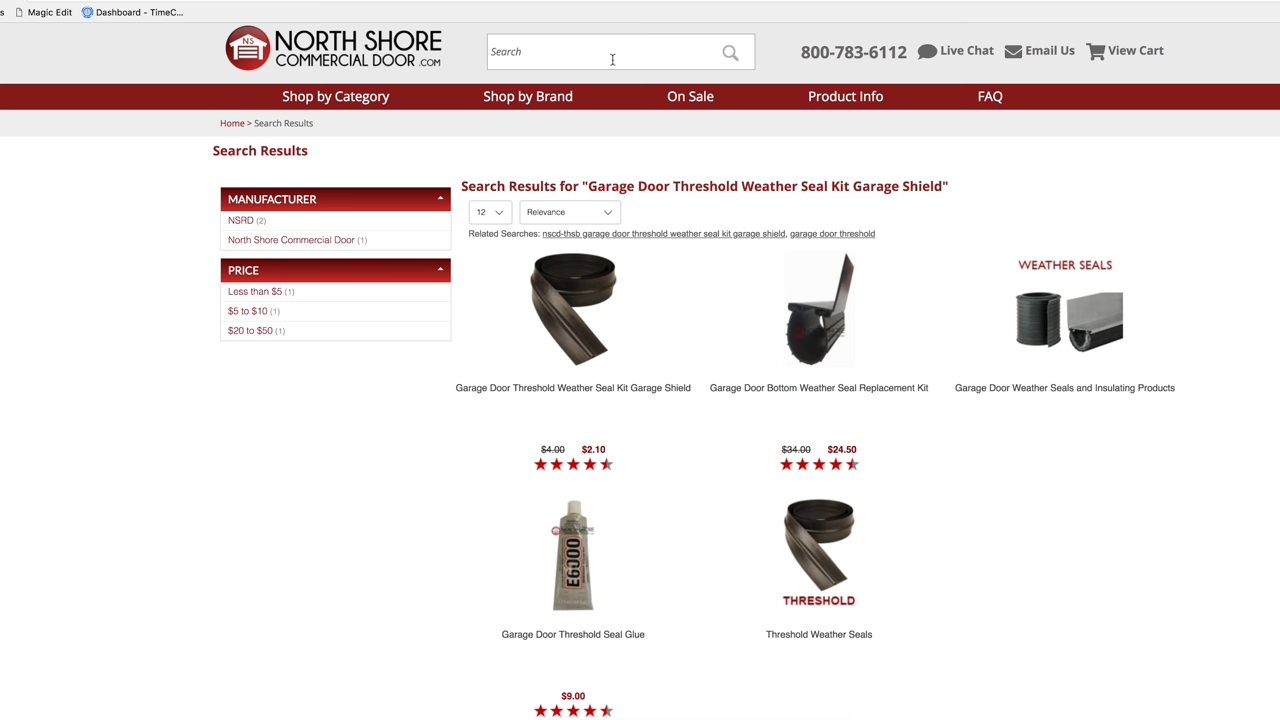 s Magic Edit Dashboard - TimeC...
NS NORTH SHORE
COMMERCIAL DOOR .COM
Search
800-783-6112 Live Chat Email Us View Cart
Shop by Category Shop by Brand On Sale Product Info FAQ
Home > Search Results
Search Results
MANUFACTURER
NSRD (2)
North Shore Commercial Door (1)
PRICE
Less than $5 (1)
$5 to $10 (1)
$20 to $50 (1)
Search Results for "Garage Door Threshold Weather Seal Kit Garage Shield"
12 Relevance
Related Searches: nscd-thsb garage door threshold weather seal kit garage shield, garage door threshold
WEATHER SEALS
Garage Door Threshold Weather Seal Kit Garage Shield Garage Door Bottom Weather Seal Replacement Kit Garage Door Weather Seals and Insulating Products
$4.00 $2.10 $34.00 $24.50
E6000
THRESHOLD
Garage Door Threshold Seal Glue Threshold Weather Seals
$9.00